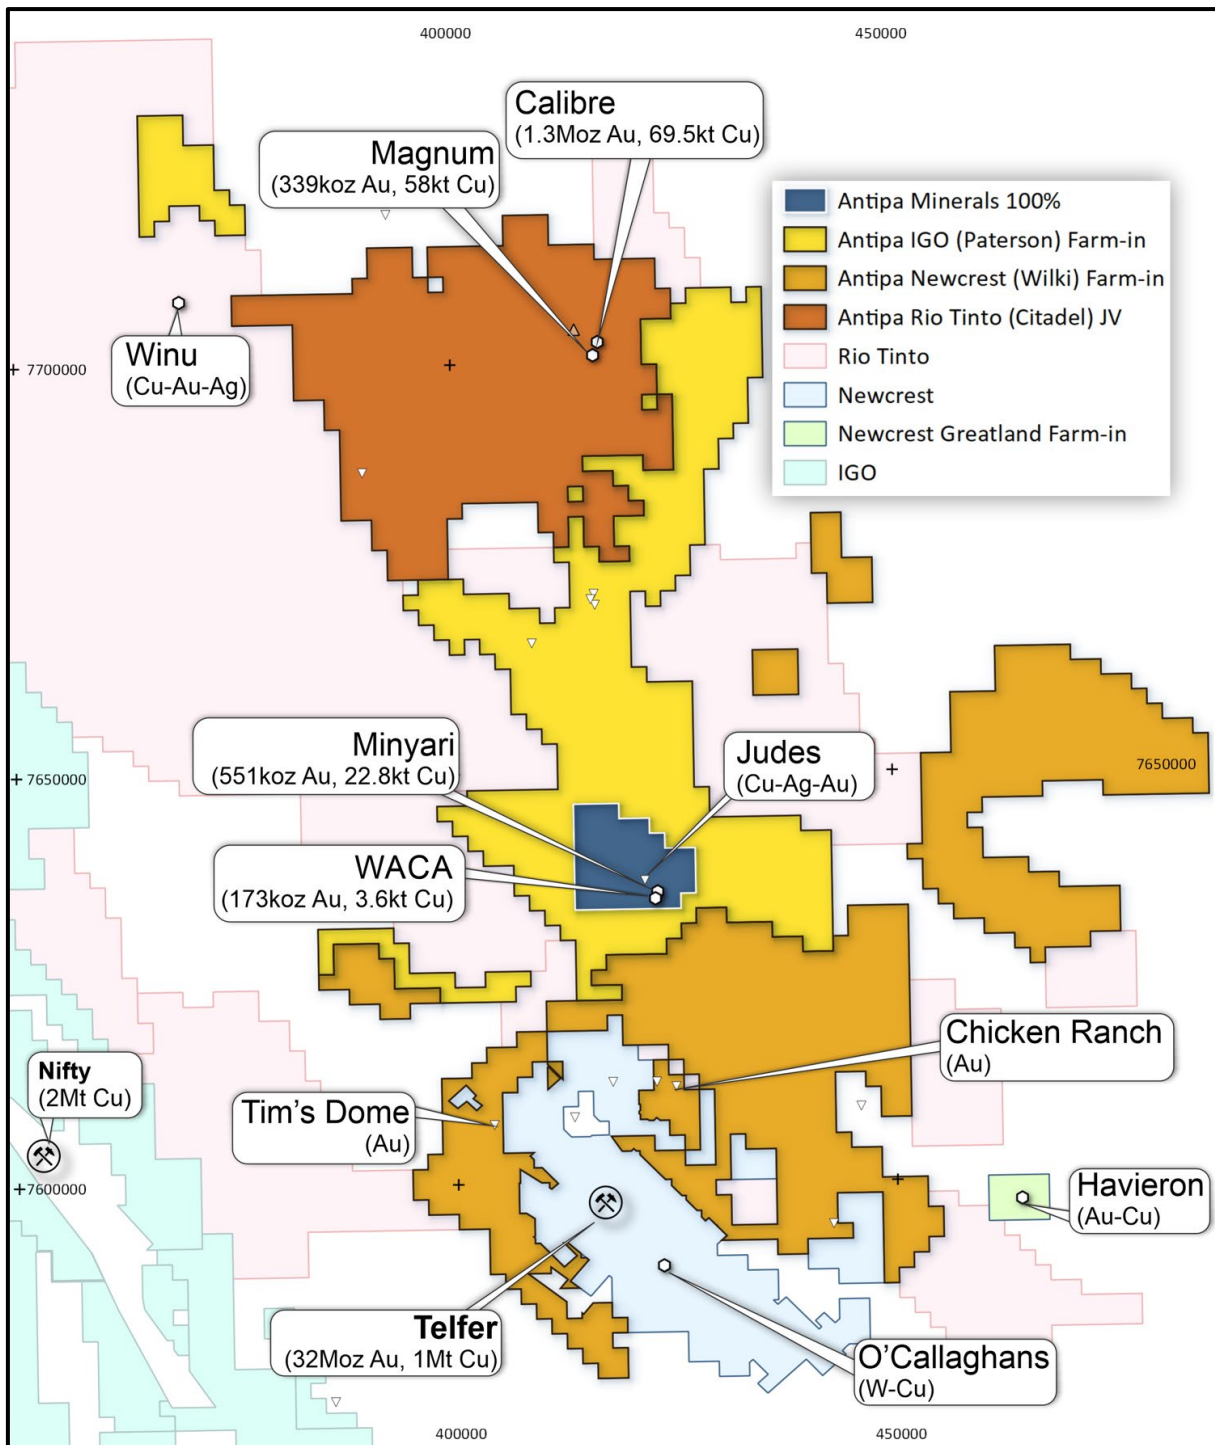 400000
450000
Calibre
(1.3Moz Au, 69.5kt Cu)
Magnum
(339koz Au, 58kt Cu)
Antipa Minerals 100%
Antipa IGO (Paterson) Farm-in
Antipa Newcrest (Wilki) Farm-in
Antipa Rio Tinto (Citadel) JV
Rio Tinto
Newcrest
Newcrest Greatland Farm-in
IGO
Winu
(Cu-Au-Ag)
7700000
Minyari
(551koz Au, 22.8kt Cu)
Judes
(Cu-Ag-Au)
7650000
7650000
WACA
(173koz Au, 3.6kt Cu)
Chicken Ranch
(Au)
Nifty
(2Mt Cu)
Tim's Dome
(Au)
7600000
Havieron
(Au-Cu)
Telfer
(32Moz Au, 1Mt Cu)
O'Callaghans
(W-Cu)
400000
450000